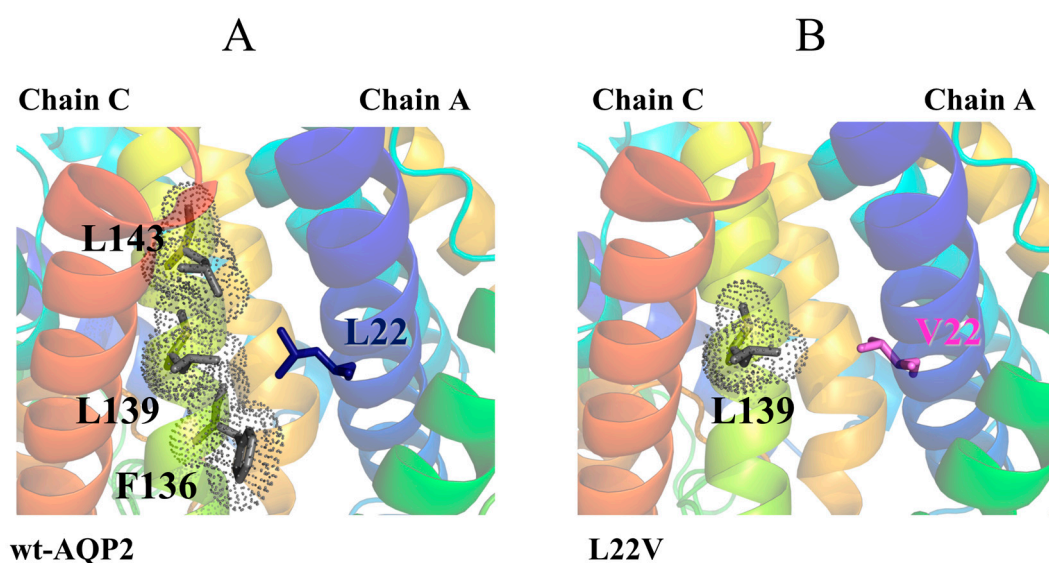 A
B
Chain C
Chain A
Chain C
Chain A
L143
L22
L139
F136
V22
L139
wt-AQP2
L22V